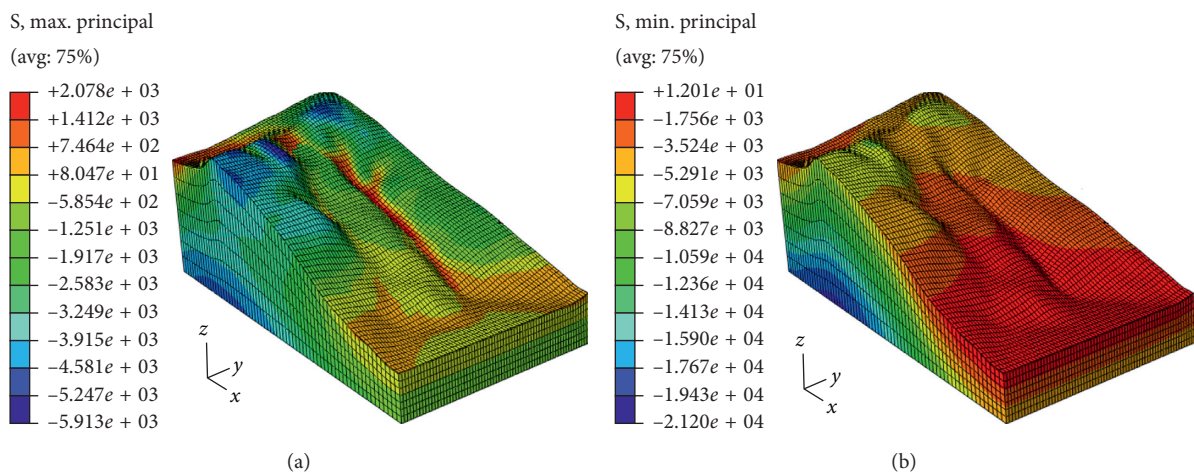 S, max. principal
(avg: 75%)
+2.078e + 03
+1.412e + 03
+7.464e + 02
+8.047e + 01
−5.854e + 02
−1.251e + 03
−1.917e + 03
−2.583e + 03
−3.249e + 03
−3.915e + 03
−4.581e + 03
−5.247e + 03
−5.913e + 03
z
y
x
(a)
S, min. principal
(avg: 75%)
+1.201e + 01
−1.756e + 03
−3.524e + 03
−5.291e + 03
−7.059e + 03
−8.827e + 03
−1.059e + 04
−1.236e + 04
−1.413e + 04
−1.590e + 04
−1.767e + 04
−1.943e + 04
−2.120e + 04
z
y
x
(b)